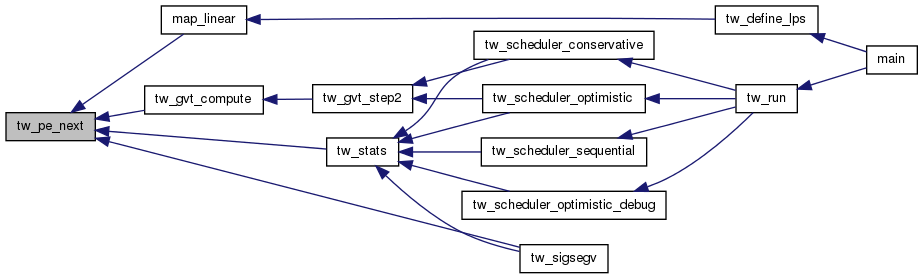 map_linear
tw_define_lps
tw_scheduler_conservative
main
tw_gvt_compute
tw_gvt_step2
tw_scheduler_optimistic
tw_run
tw_pe_next
tw_stats
tw_scheduler_sequential
tw_scheduler_optimistic_debug
tw_sigsegv